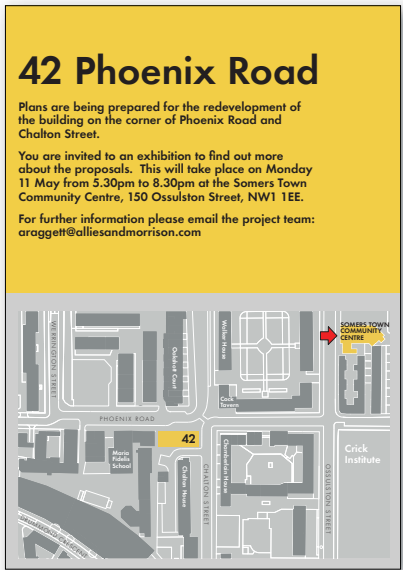 42 Phoenix Road
Plans are being prepared for the redevelopment of
the building on the corner of Phoenix Road and
Chalton Street.
You are invited to an exhibition to find out more
about the proposals.  This will take place on Monday
11 May from 5.30pm to 8.30pm at the Somers Town
Community Centre, 150 Ossulston Street, NW1 1EE.
For further information please email the project team:
araggett@alliesandmorrison.com
SOMERS TOWN
COMMUNITY
CENTRE
WERRINGTON STREET
Oakshott Court
Walker House
Cock
Tavern
PHOENIX ROAD
42
Maria
Fidelis
School
Chalton House
CHALTON STREET
Chamberlain House
OSSULSTON STREET
Crick
Institute